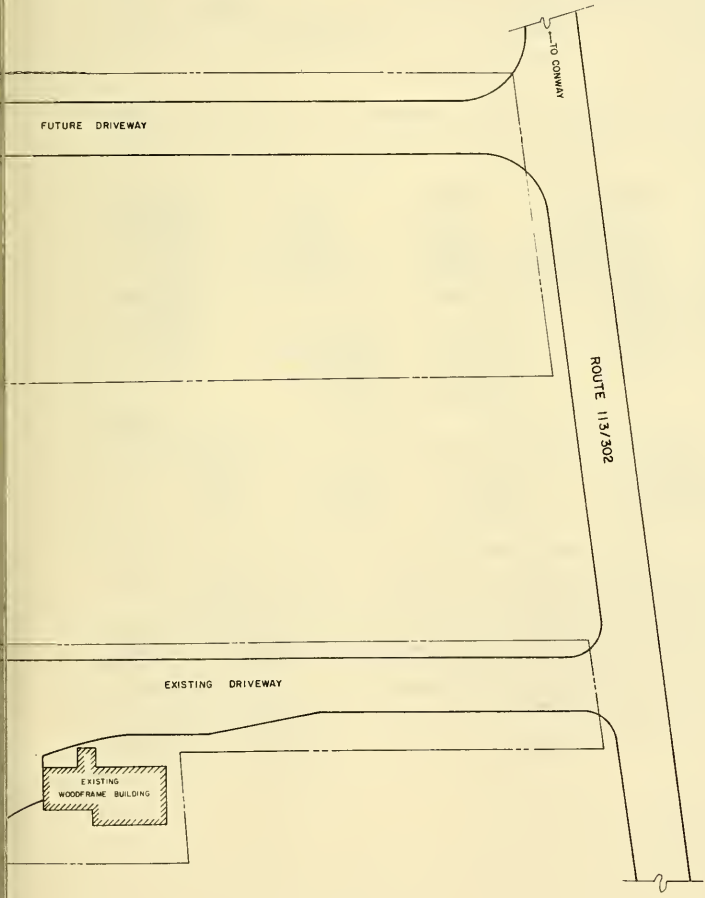 TO CONWAY
FUTURE DRIVEWAY
ROUTE 113/302
EXISTING DRIVEWAY
EXISTING
WOODFRAME BUILDING